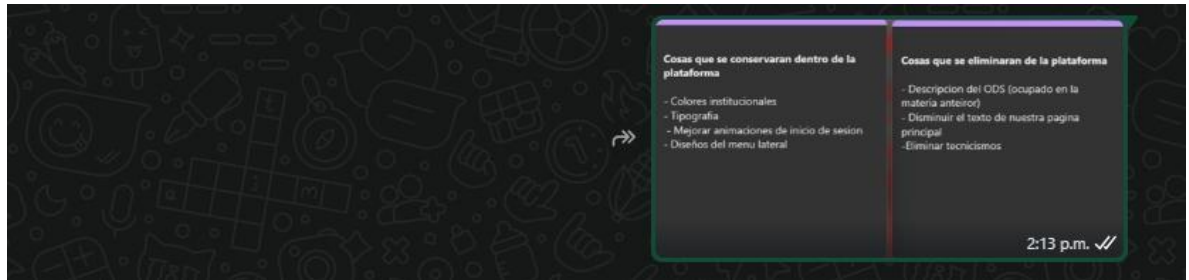 Cosas que se conservaran dentro de la
plataforma
- Colores institucionales
- Tipografia
- Mejorar animaciones de inicio de sesion
- Diseños del menu lateral
Cosas que se eliminaran de la plataforma
- Descripcion del ODS (ocupado en la
materia anteiror)
- Disminuir el texto de nuestra pagina
principal
-Eliminar tecnicismos
2:13 p.m.